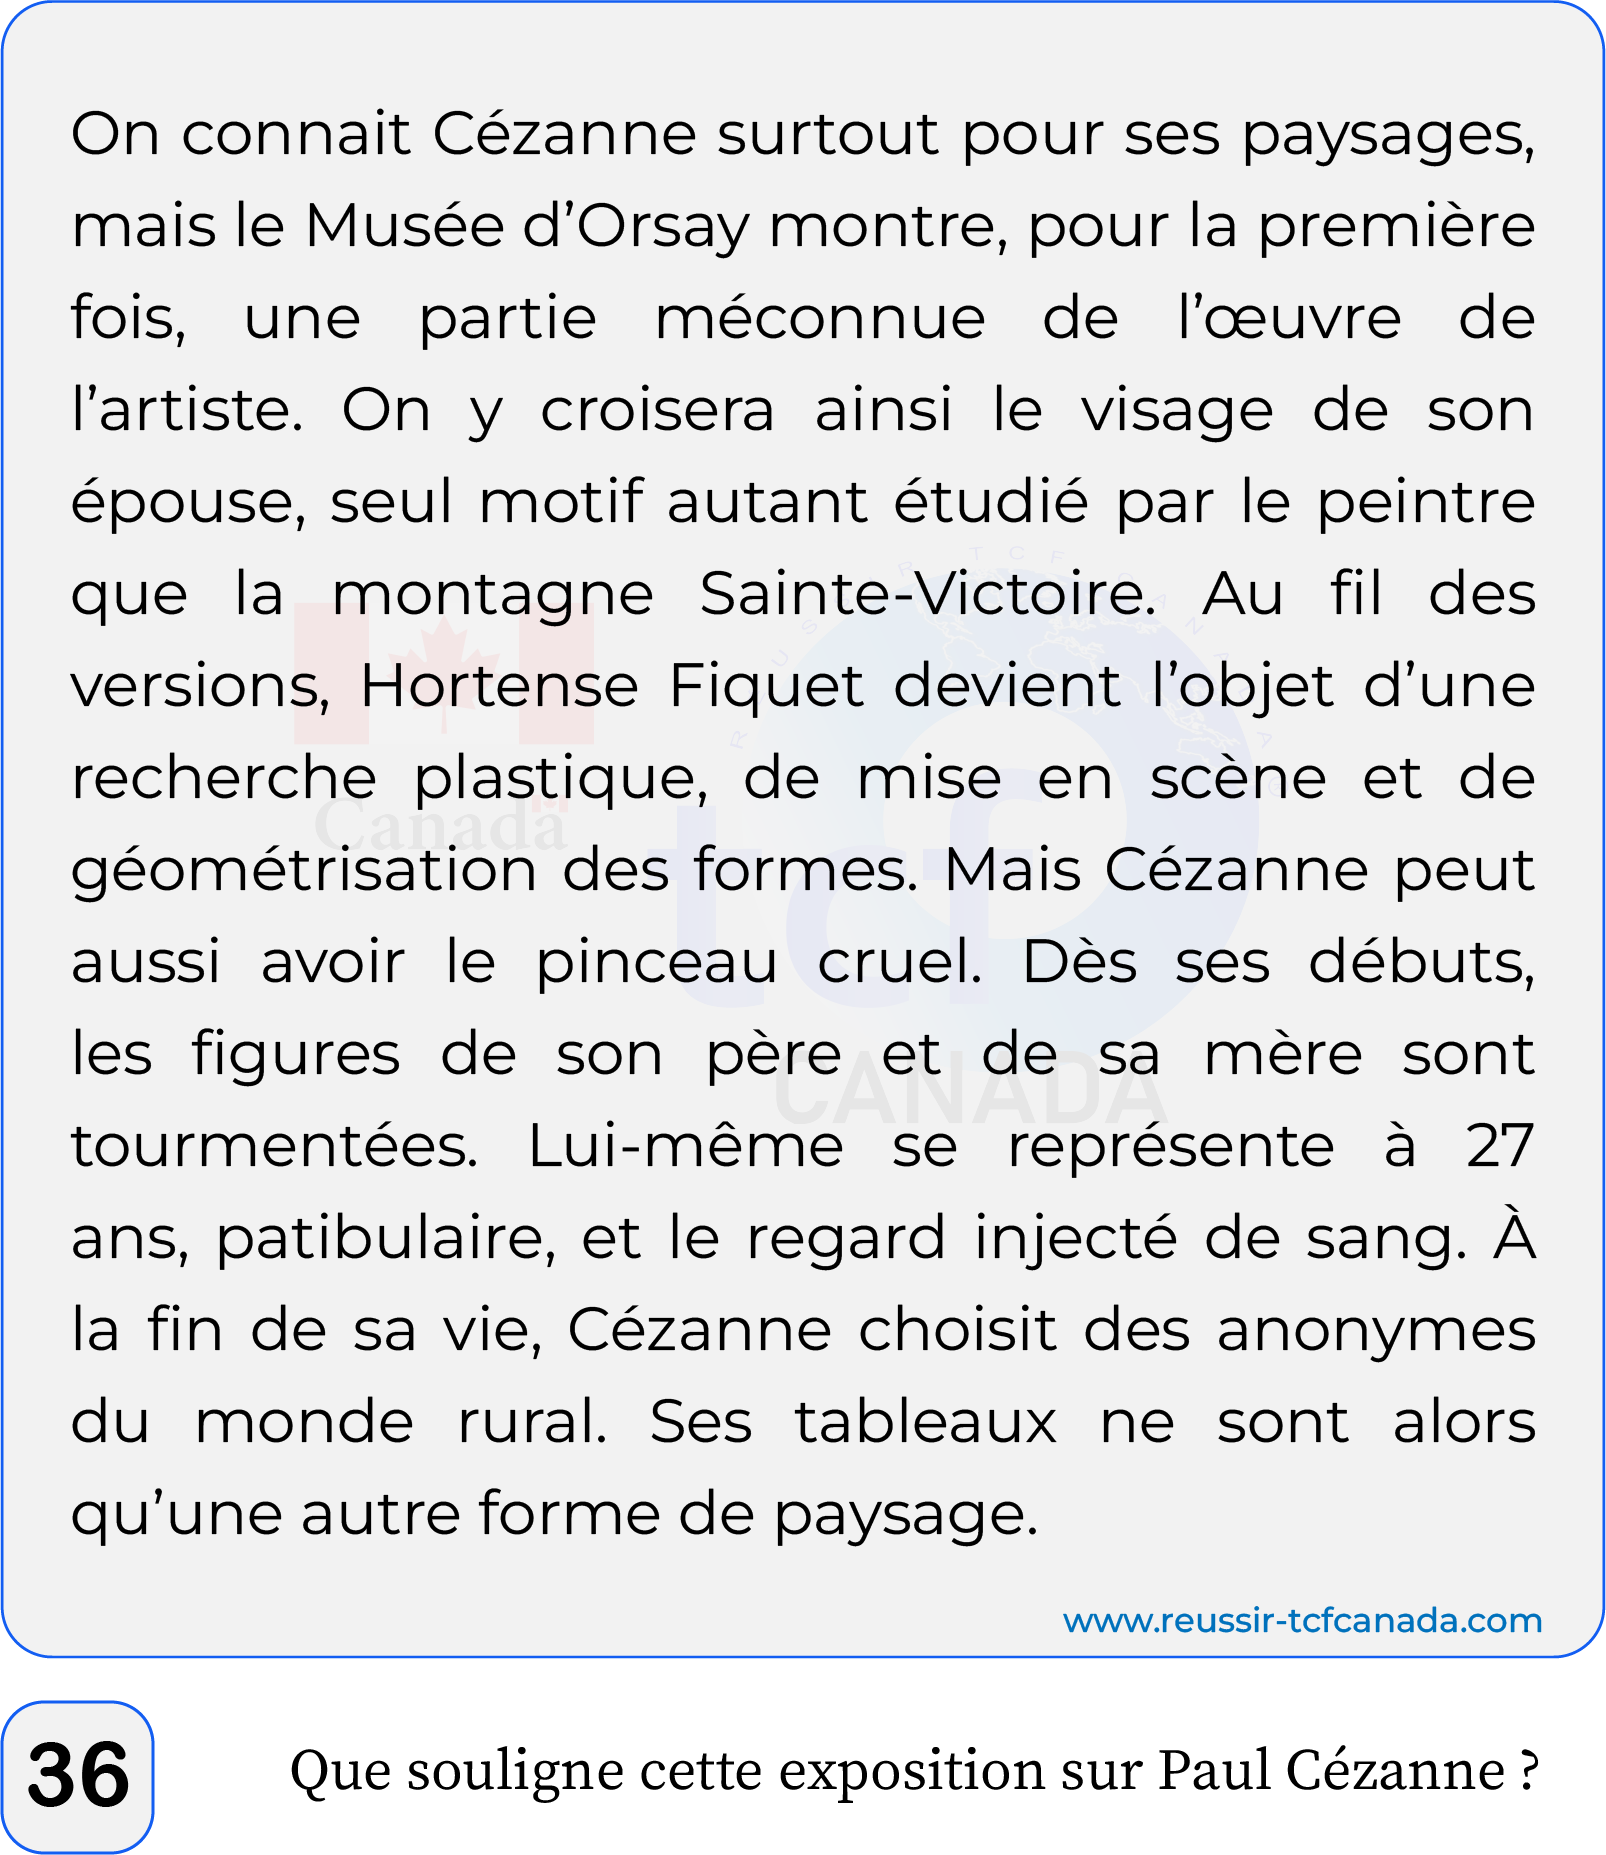 On connait Cézanne surtout pour ses paysages,
mais le Musée d’Orsay montre, pour la première
fois, une partie méconnue de l’œuvre de
l’artiste. On y croisera ainsi le visage de son
épouse, seul motif autant étudié par le peintre
que la montagne Sainte-Victoire. Au fil des
versions, Hortense Fiquet devient l’objet d’une
recherche plastique, de mise en scène et de
géométrisation des formes. Mais Cézanne peut
aussi avoir le pinceau cruel. Dès ses débuts,
les figures de son père et de sa mère sont
tourmentées. Lui-même se représente à 27
ans, patibulaire, et le regard injecté de sang. À
la fin de sa vie, Cézanne choisit des anonymes
du monde rural. Ses tableaux ne sont alors
qu’une autre forme de paysage.
Canada
tcf
CANADA
www.reussir-tcfcanada.com
36
Que souligne cette exposition sur Paul Cézanne ?